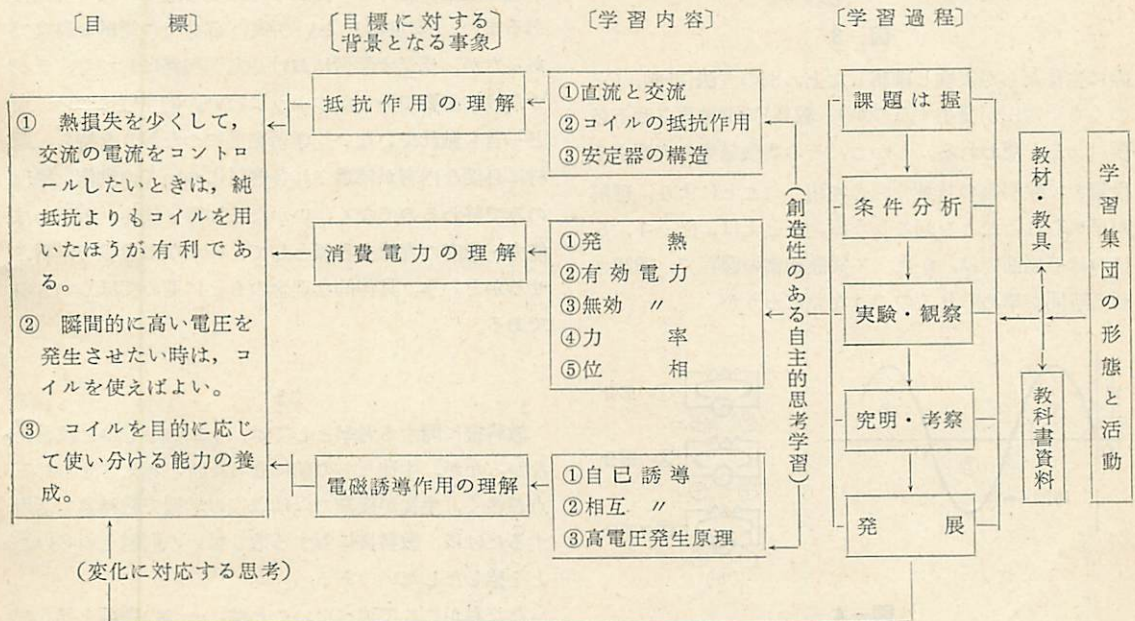 〔目　　標〕
〔目標に対する
背景となる事象〕
〔学習内容〕
〔学習過程〕
①　熱損失を少くして，
交流の電流をコントロ
ールしたいときは，純
抵抗よりもコイルを用
いたほうが有利であ
る。
②　瞬間的に高い電圧を
発生させたい時は，コ
イルを使えばよい。
③　コイルを目的に応じ
て使い分ける能力の養
成。
（変化に対応する思考）
抵抗作用の理解
消費電力の理解
電磁誘導作用の理解
①直流と交流
②コイルの抵抗作用
③安定器の構造
①発　　熱
②有効電力
③無効　〃
④力　　率
⑤位　　相
①自己誘導
②相互　〃
③高電圧発生原理
（創造性のある自主的思考学習）
課題は握
条件分析
実験・観察
究明・考察
発　　展
教材・教具
教科書資料
学習集団の形態と活動